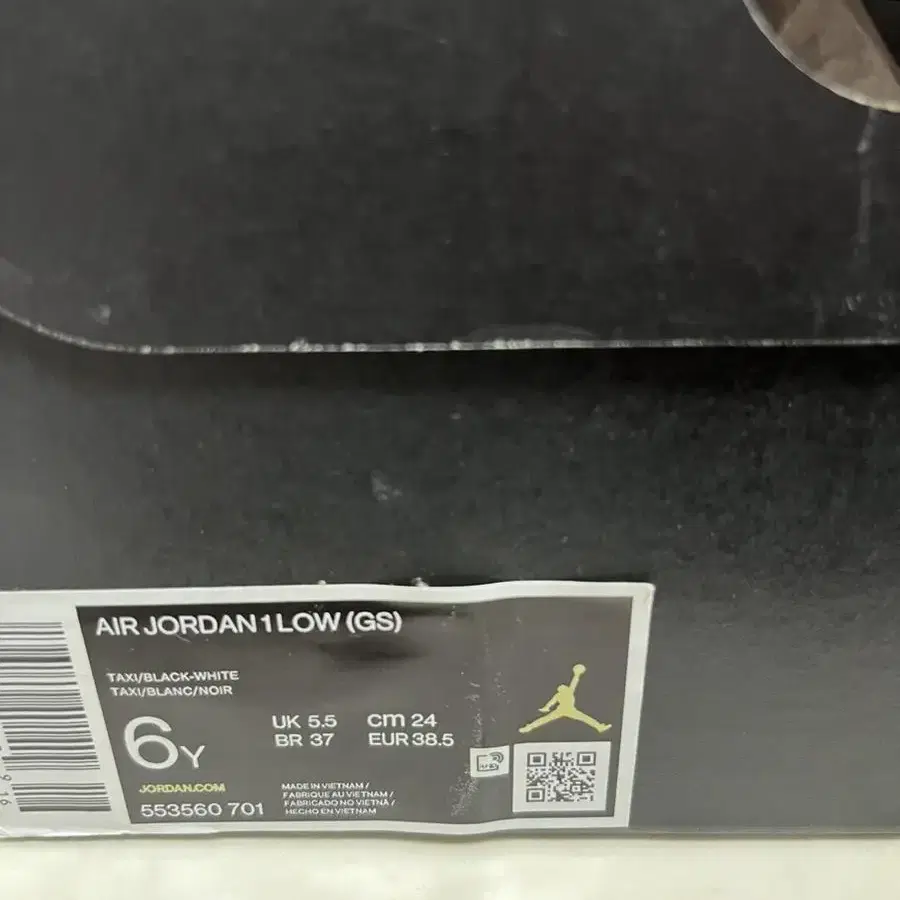 AIR JORDAN 1 LOW (GS)
TAXI/BLACK-WHITE
TAXI/BLANC/NOIR
6Y
UK 5.5 cm 24
BR 37 EUR 38.5
JORDAN.COM
553560 701
MADE IN VIETNAM /
FABRIQUE AU VIETNAM /
FABRICADO NO VIETNÃ /
HECHO EN VIETNAM